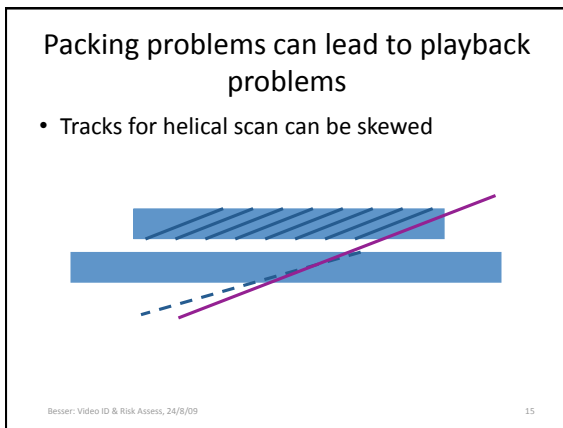 Packing problems can lead to playback
problems
• Tracks for helical scan can be skewed
Besser: Video ID & Risk Assess, 24/8/09
15